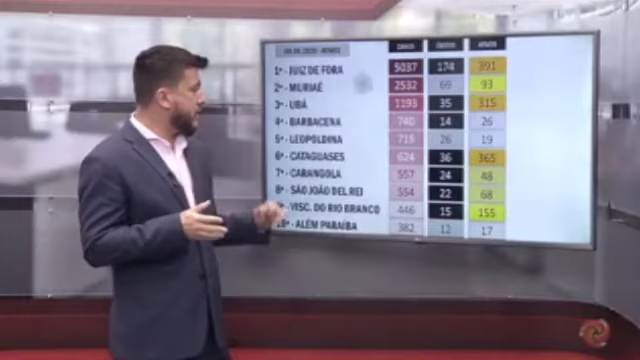 CASOS ÓBITOS ATIVOS
1º - JUIZ DE FORA 5037 174 391
2º - MURIAÉ 2532 69 93
3º - UBÁ 1193 35 315
4º - BARBACENA 740 14 26
5º - LEOPOLDINA 719 26 19
6º - CATAGUASES 624 36 365
7º - CARANGOLA 557 24 48
8º - SÃO JOÃO DEL REI 554 22 68
- VISC. DO RIO BRANCO 446 15 155
10º - ALÉM PARAÍBA 382 12 17